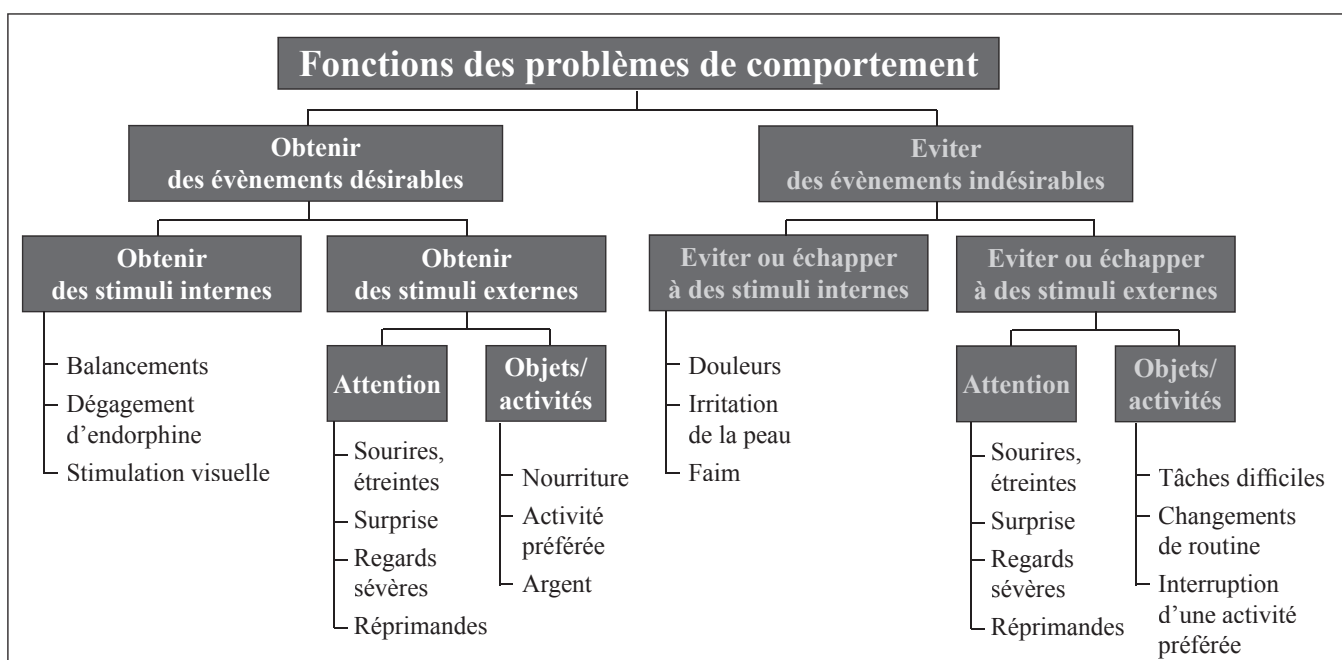 Fonctions des problèmes de comportement
Obtenir
des évènements désirables
Eviter
des évènements indésirables
Obtenir
des stimuli internes
Obtenir
des stimuli externes
Eviter ou échapper
à des stimuli internes
Eviter ou échapper
à des stimuli externes
Balancements
Dégagement
d’endorphine
Stimulation visuelle
Attention
Sourires,
étreintes
Surprise
Regards
sévères
Réprimandes
Objets/
activités
Nourriture
Activité
préférée
Argent
Douleurs
Irritation
de la peau
Faim
Attention
Sourires,
étreintes
Surprise
Regards
sévères
Réprimandes
Objets/
activités
Tâches difficiles
Changements
de routine
Interruption
d’une activité
préférée